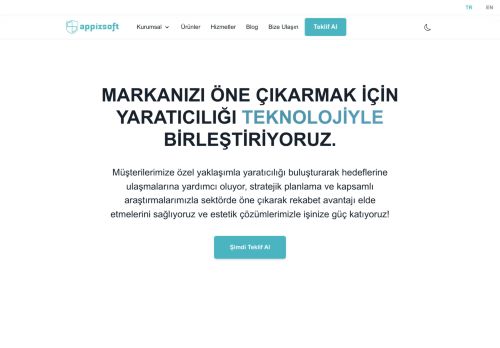 TR EN
appizsoft Kurumsal Ürünler Hizmetler Blog Bize Ulaşın Teklif Al
MARKANIZI ÖNE ÇIKARMAK İÇİN
YARATICILIĞI TEKNOLOJİYLE
BİRLEŞTİRİYORUZ.
Müşterilerimize özel yaklaşımla yaratıcılığı buluşturarak hedeflerine
ulaşmalarına yardımcı oluyor, stratejik planlama ve kapsamlı
araştırmalarımızla sektörde öne çıkarak rekabet avantajı elde
etmelerini sağlıyoruz ve estetik çözümlerimizle işinize güç katıyoruz!
Şimdi Teklif Al